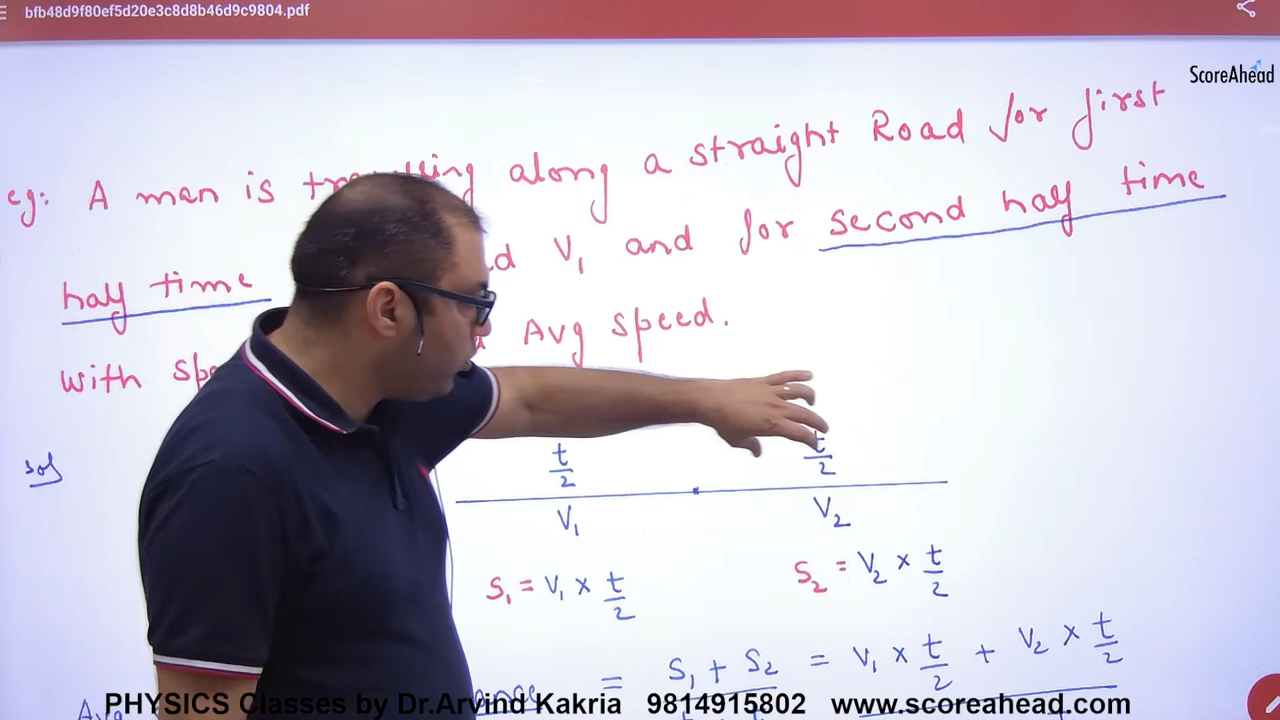 bfb48d9f80ef5d20e3c8d8b46d9c9804.pdf
ScoreAhead
eg: A man is travelling along a straight Road for first
half time V₁ and for second half time
with Avg speed.
sol
t/2 t/2
V₁ V₂
S₁ = V₁ × t/2 S₂ = V₂ × t/2
= S₁ + S₂ = V₁ × t/2 + V₂ × t/2
PHYSICS Classes by Dr.Arvind Kakria 9814915802 www.scoreahead.com